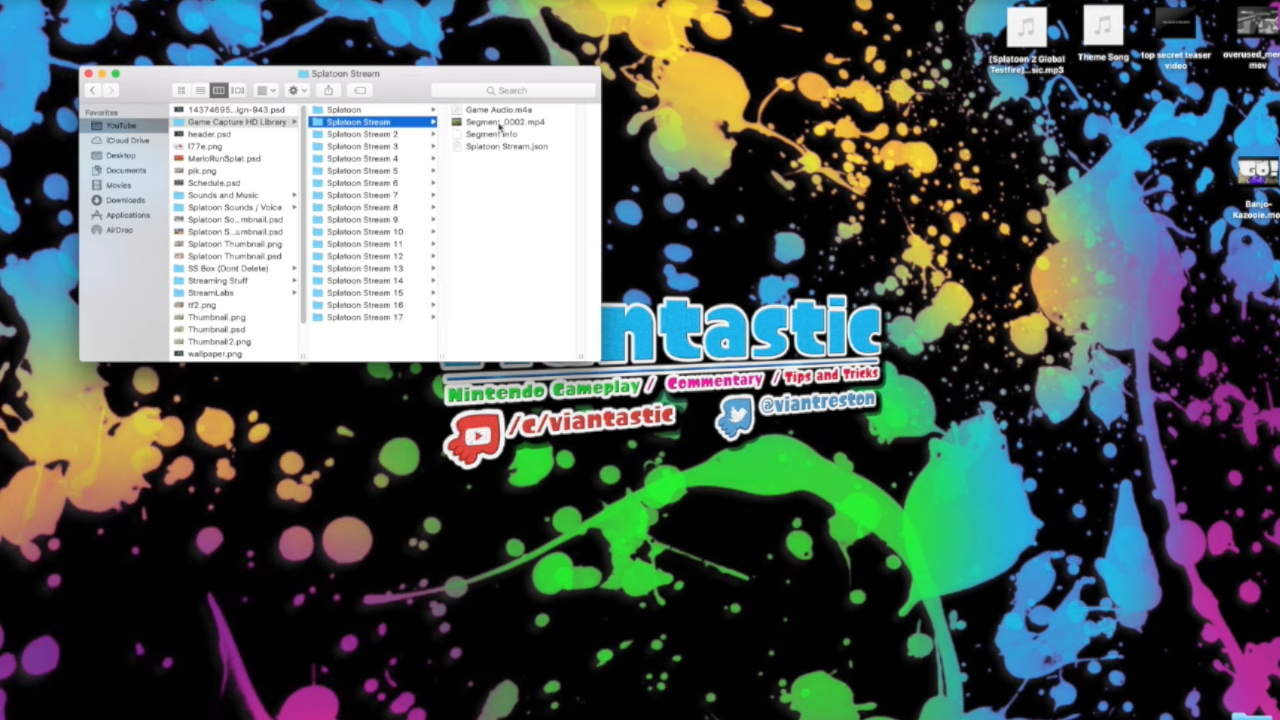 Splatoon Stream
Search
Favorites
YouTube
iCloud Drive
Desktop
Documents
Movies
Downloads
Applications
AirDrop
14374695...ign-943.psd
Game Capture HD Library
header.psd
l77e.png
MarioRunSplat.psd
pik.png
Schedule.psd
Sounds and Music
Splatoon Sounds / Voice
Splatoon So...mbnail.psd
Splatoon S...umbnail.psd
Splatoon Thumbnail.png
Splatoon Thumbnail.psd
SS Box (Dont Delete)
Streaming Stuff
StreamLabs
tf2.png
Thumbnail.png
Thumbnail.psd
Thumbnail2.png
wallpaper.png
Splatoon
Splatoon Stream
Splatoon Stream 2
Splatoon Stream 3
Splatoon Stream 4
Splatoon Stream 5
Splatoon Stream 6
Splatoon Stream 7
Splatoon Stream 8
Splatoon Stream 9
Splatoon Stream 10
Splatoon Stream 11
Splatoon Stream 12
Splatoon Stream 13
Splatoon Stream 14
Splatoon Stream 15
Splatoon Stream 16
Splatoon Stream 17
Game Audio.m4a
Segment_0002.mp4
Segment.info
Splatoon Stream.json
[Splatoon 2 Global
Testfire]...sic.mp3
Theme Song
top secret teaser
video
overused_me
mov
GO!
Banjo-
Kazooie.mo
ntastic
Nintendo Gameplay / Commentary / Tips and Tricks
/c/viantastic
@viantreston